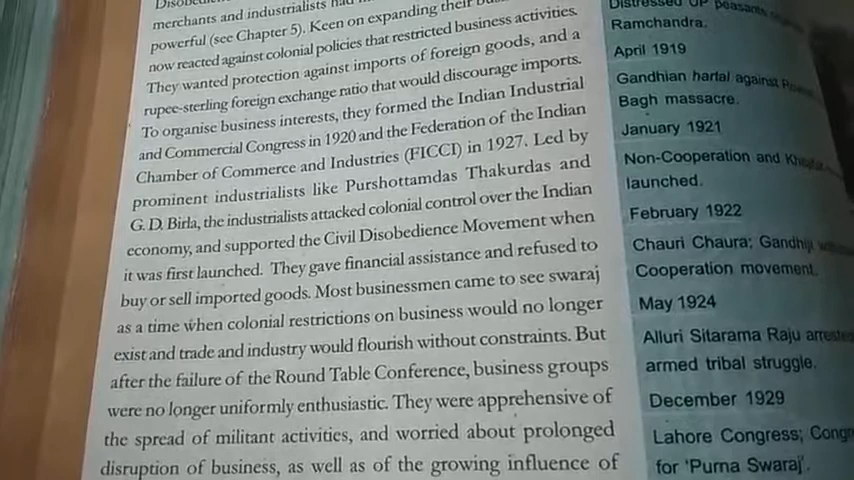 merchants and industrialists had
powerful (see Chapter 5). Keen on expanding their
now reacted against colonial policies that restricted business activities.
They wanted protection against imports of foreign goods, and a
rupee-sterling foreign exchange ratio that would discourage imports.
To organise business interests, they formed the Indian Industrial
and Commercial Congress in 1920 and the Federation of the Indian
Chamber of Commerce and Industries (FICCI) in 1927. Led by
prominent industrialists like Purshottamdas Thakurdas and
G. D. Birla, the industrialists attacked colonial control over the Indian
economy, and supported the Civil Disobedience Movement when
it was first launched. They gave financial assistance and refused to
buy or sell imported goods. Most businessmen came to see swaraj
as a time when colonial restrictions on business would no longer
exist and trade and industry would flourish without constraints. But
after the failure of the Round Table Conference, business groups
were no longer uniformly enthusiastic. They were apprehensive of
the spread of militant activities, and worried about prolonged
disruption of business, as well as of the growing influence of
Distressed UP peasants
Ramchandra.
April 1919
Gandhian hartal against
Bagh massacre.
January 1921
Non-Cooperation and
launched.
February 1922
Chauri Chaura; Gandhiji
Cooperation movement.
May 1924
Alluri Sitarama Raju arrested
armed tribal struggle.
December 1929
Lahore Congress;
for 'Purna Swaraj'.